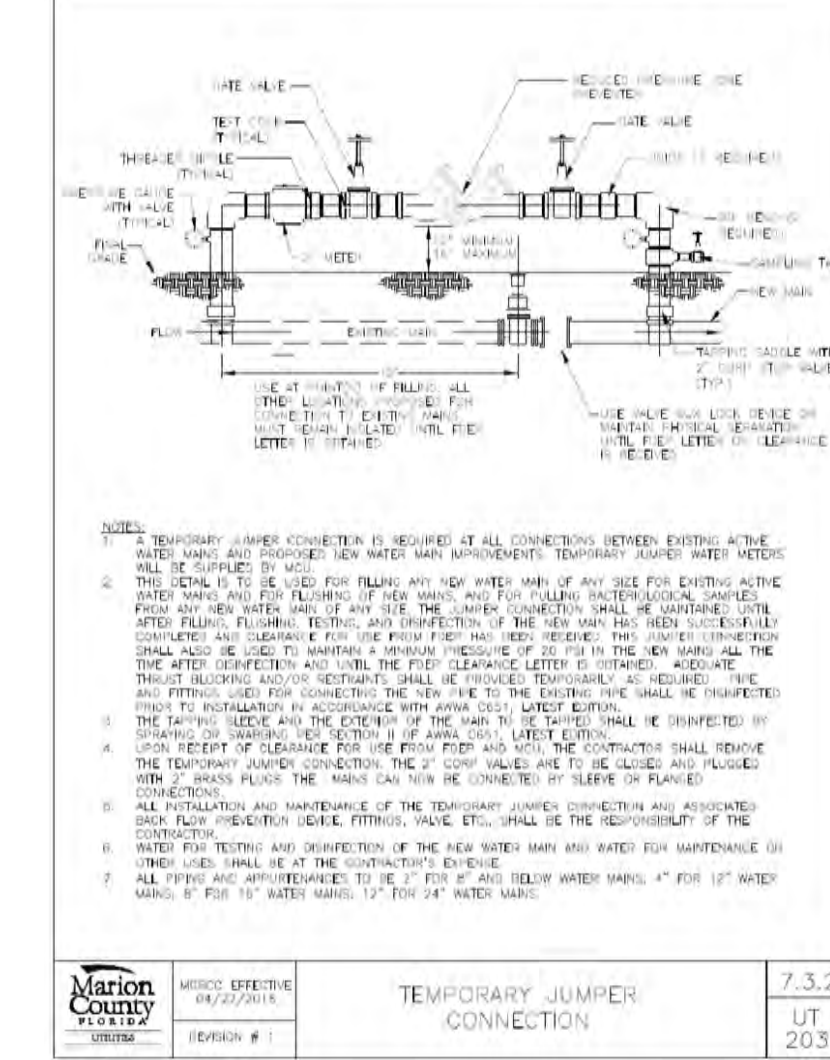 GATE VALVE
REDUCED PRESSURE ZONE
PREVENTER
TEST COCK
(TYPICAL)
GATE VALVE
THREADED NIPPLE
(TYPICAL)
UNION IF REQUIRED
PRESSURE GAUGE
WITH VALVE
(TYPICAL)
REQUIRED)
12" MINIMUM
18" MAXIMUM
METER
FINAL
GRADE
SAMPLING TA
NEW MAIN
FLOW
EXISTING MAIN
TAPPING SADDLE WITH
2" CORP STOP VALVE
(TYP.)
USE AT POINT OF FILLING. ALL
OTHER LOCATIONS PROPOSED FOR
CONNECTION TO EXISTING MAINS
MUST REMAIN ISOLATED UNTIL FDEP
LETTER IS OBTAINED
USE VALVE BOX LOCK DEVICE OR
MAINTAIN PHYSICAL SEPARATION
UNTIL FDEP LETTER OF CLEARANCE
IS RECEIVED
NOTES:
1. A TEMPORARY JUMPER CONNECTION IS REQUIRED AT ALL CONNECTIONS BETWEEN EXISTING ACTIVE
WATER MAINS AND PROPOSED NEW WATER MAIN IMPROVEMENTS. TEMPORARY JUMPER WATER METERS
WILL BE SUPPLIED BY MCU.
2. THIS DETAIL IS TO BE USED FOR FILLING ANY NEW WATER MAIN OF ANY SIZE FOR EXISTING ACTIVE
WATER MAINS AND FOR FLUSHING OF NEW MAINS, AND FOR PULLING BACTERIOLOGICAL SAMPLES
FROM ANY NEW WATER MAIN OF ANY SIZE. THE JUMPER CONNECTION SHALL BE MAINTAINED UNTIL
AFTER FILLING, FLUSHING, TESTING, AND DISINFECTION OF THE NEW MAIN HAS BEEN SUCCESSFULLY
COMPLETED AND CLEARANCE FOR USE FROM FDEP HAS BEEN RECEIVED. THIS JUMPER CONNECTION
SHALL ALSO BE USED TO MAINTAIN A MINIMUM PRESSURE OF 20 PSI IN THE NEW MAINS ALL THE
TIME AFTER DISINFECTION AND UNTIL THE FDEP CLEARANCE LETTER IS OBTAINED. ADEQUATE
THRUST BLOCKING AND/OR RESTRAINTS SHALL BE PROVIDED TEMPORARILY AS REQUIRED. PIPE
AND FITTINGS USED FOR CONNECTING THE NEW PIPE TO THE EXISTING PIPE SHALL BE DISINFECTED
PRIOR TO INSTALLATION IN ACCORDANCE WITH AWWA C651, LATEST EDITION.
3. THE TAPPING SLEEVE AND THE EXTERIOR OF THE MAIN TO BE TAPPED SHALL BE DISINFECTED BY
SPRAYING OR SWABBING PER SECTION II OF AWWA C651, LATEST EDITION.
4. UPON RECEIPT OF CLEARANCE FOR USE FROM FDEP AND MCU, THE CONTRACTOR SHALL REMOVE
THE TEMPORARY JUMPER CONNECTION. THE 2" CORP VALVES ARE TO BE CLOSED AND PLUGGED
WITH 2" BRASS PLUGS. THE MAINS CAN NOW BE CONNECTED BY SLEEVE OR FLANGED
CONNECTIONS.
5. ALL INSTALLATION AND MAINTENANCE OF THE TEMPORARY JUMPER CONNECTION AND ASSOCIATED
BACK FLOW PREVENTION DEVICE, FITTINGS, VALVE, ETC., SHALL BE THE RESPONSIBILITY OF THE
CONTRACTOR.
6. WATER FOR TESTING AND DISINFECTION OF THE NEW WATER MAIN AND WATER FOR MAINTENANCE OR
OTHER USES SHALL BE AT THE CONTRACTOR'S EXPENSE
7. ALL PIPING AND APPURTENANCES TO BE 2" FOR 8" AND BELOW WATER MAINS, 4" FOR 12" WATER
MAINS; 8" FOR 16" WATER MAINS; 12" FOR 24" WATER MAINS.
Marion
County
FLORIDA
UTILITIES
EFFECTIVE
REVISION # 1
TEMPORARY JUMPER
CONNECTION
7.3.2
UT
203